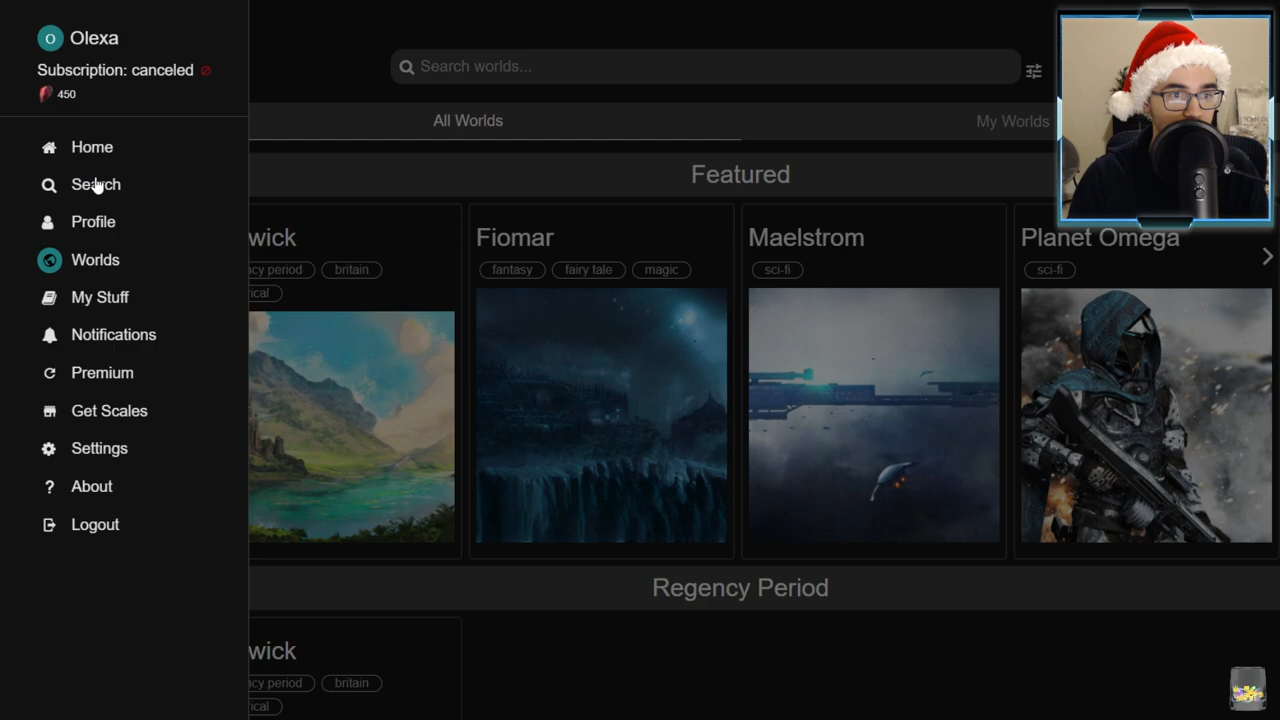 O Olexa
Subscription: canceled
450
Home
Search
Profile
Worlds
My Stuff
Notifications
Premium
Get Scales
Settings
About
Logout
Search worlds...
All Worlds
My Worlds
Featured
wick
cy period
britain
ical
Fiomar
fantasy
fairy tale
magic
Maelstrom
sci-fi
Planet Omega
sci-fi
Regency Period
wick
cy period
britain
ical